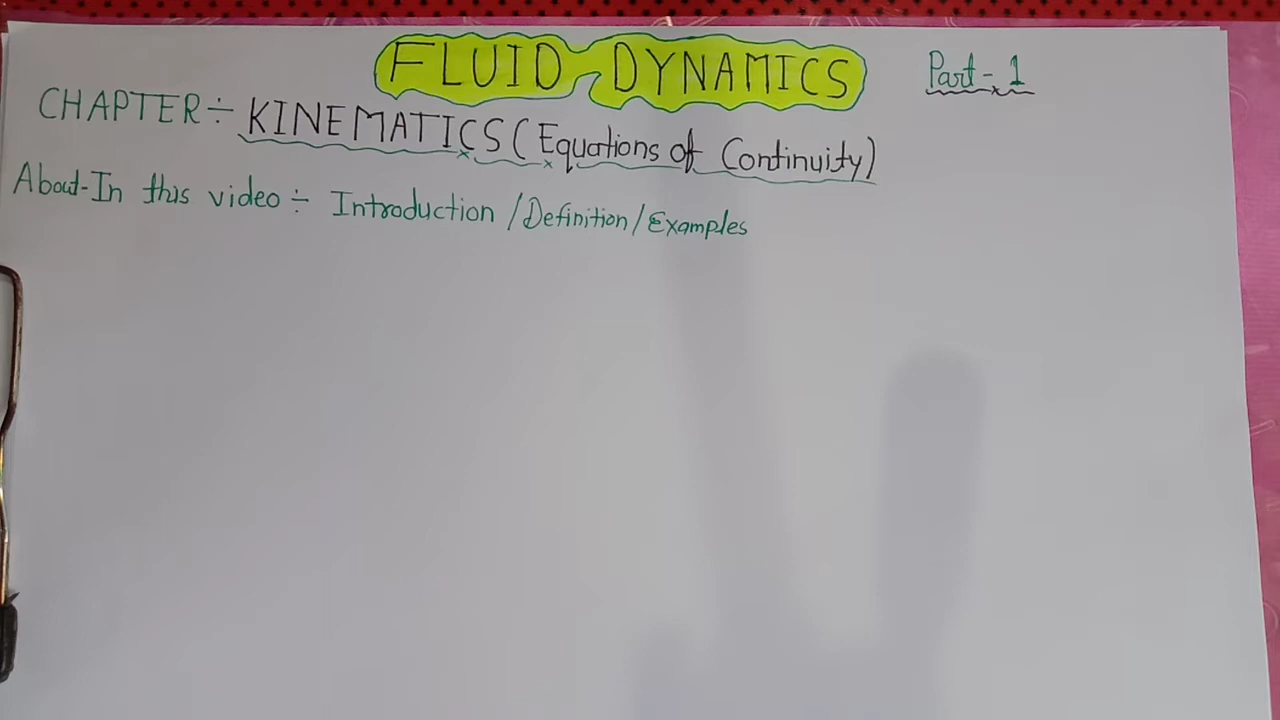 FLUID DYNAMICS Part-1
CHAPTER÷ KINEMATICS (Equations of Continuity)
About-In this video÷ Introduction /Definition/Examples